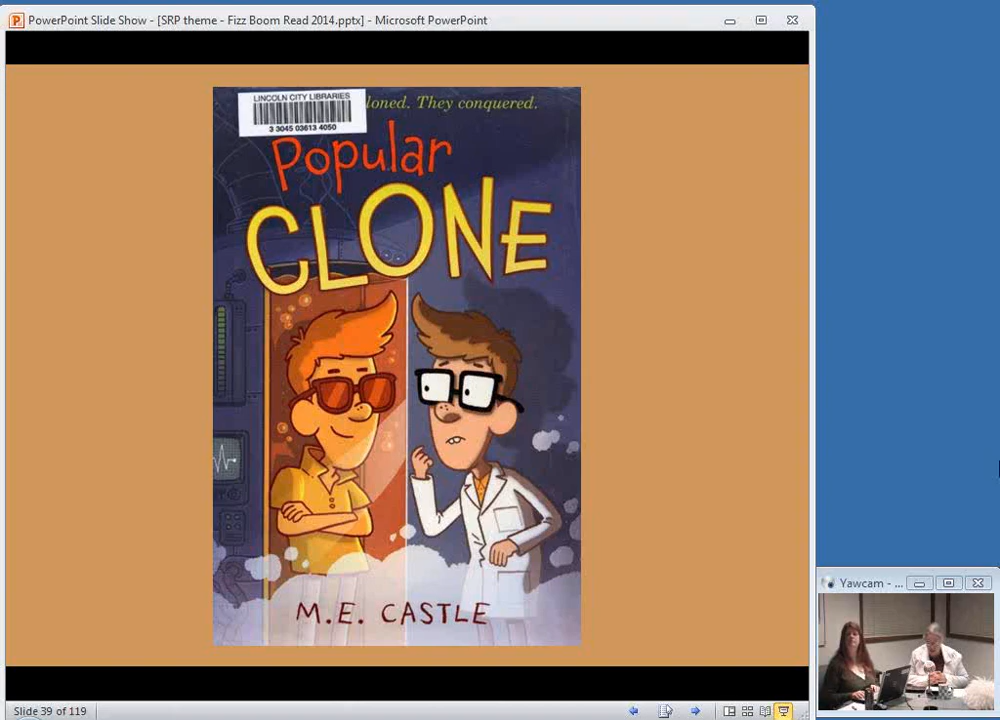 PowerPoint Slide Show - [SRP theme - Fizz Boom Read 2014.pptx] - Microsoft PowerPoint
LINCOLN CITY LIBRARIES
3 3045 03613 4050
loned. They conquered.
Popular
CLONE
M.E. CASTLE
Yawcam - ...
Slide 39 of 119